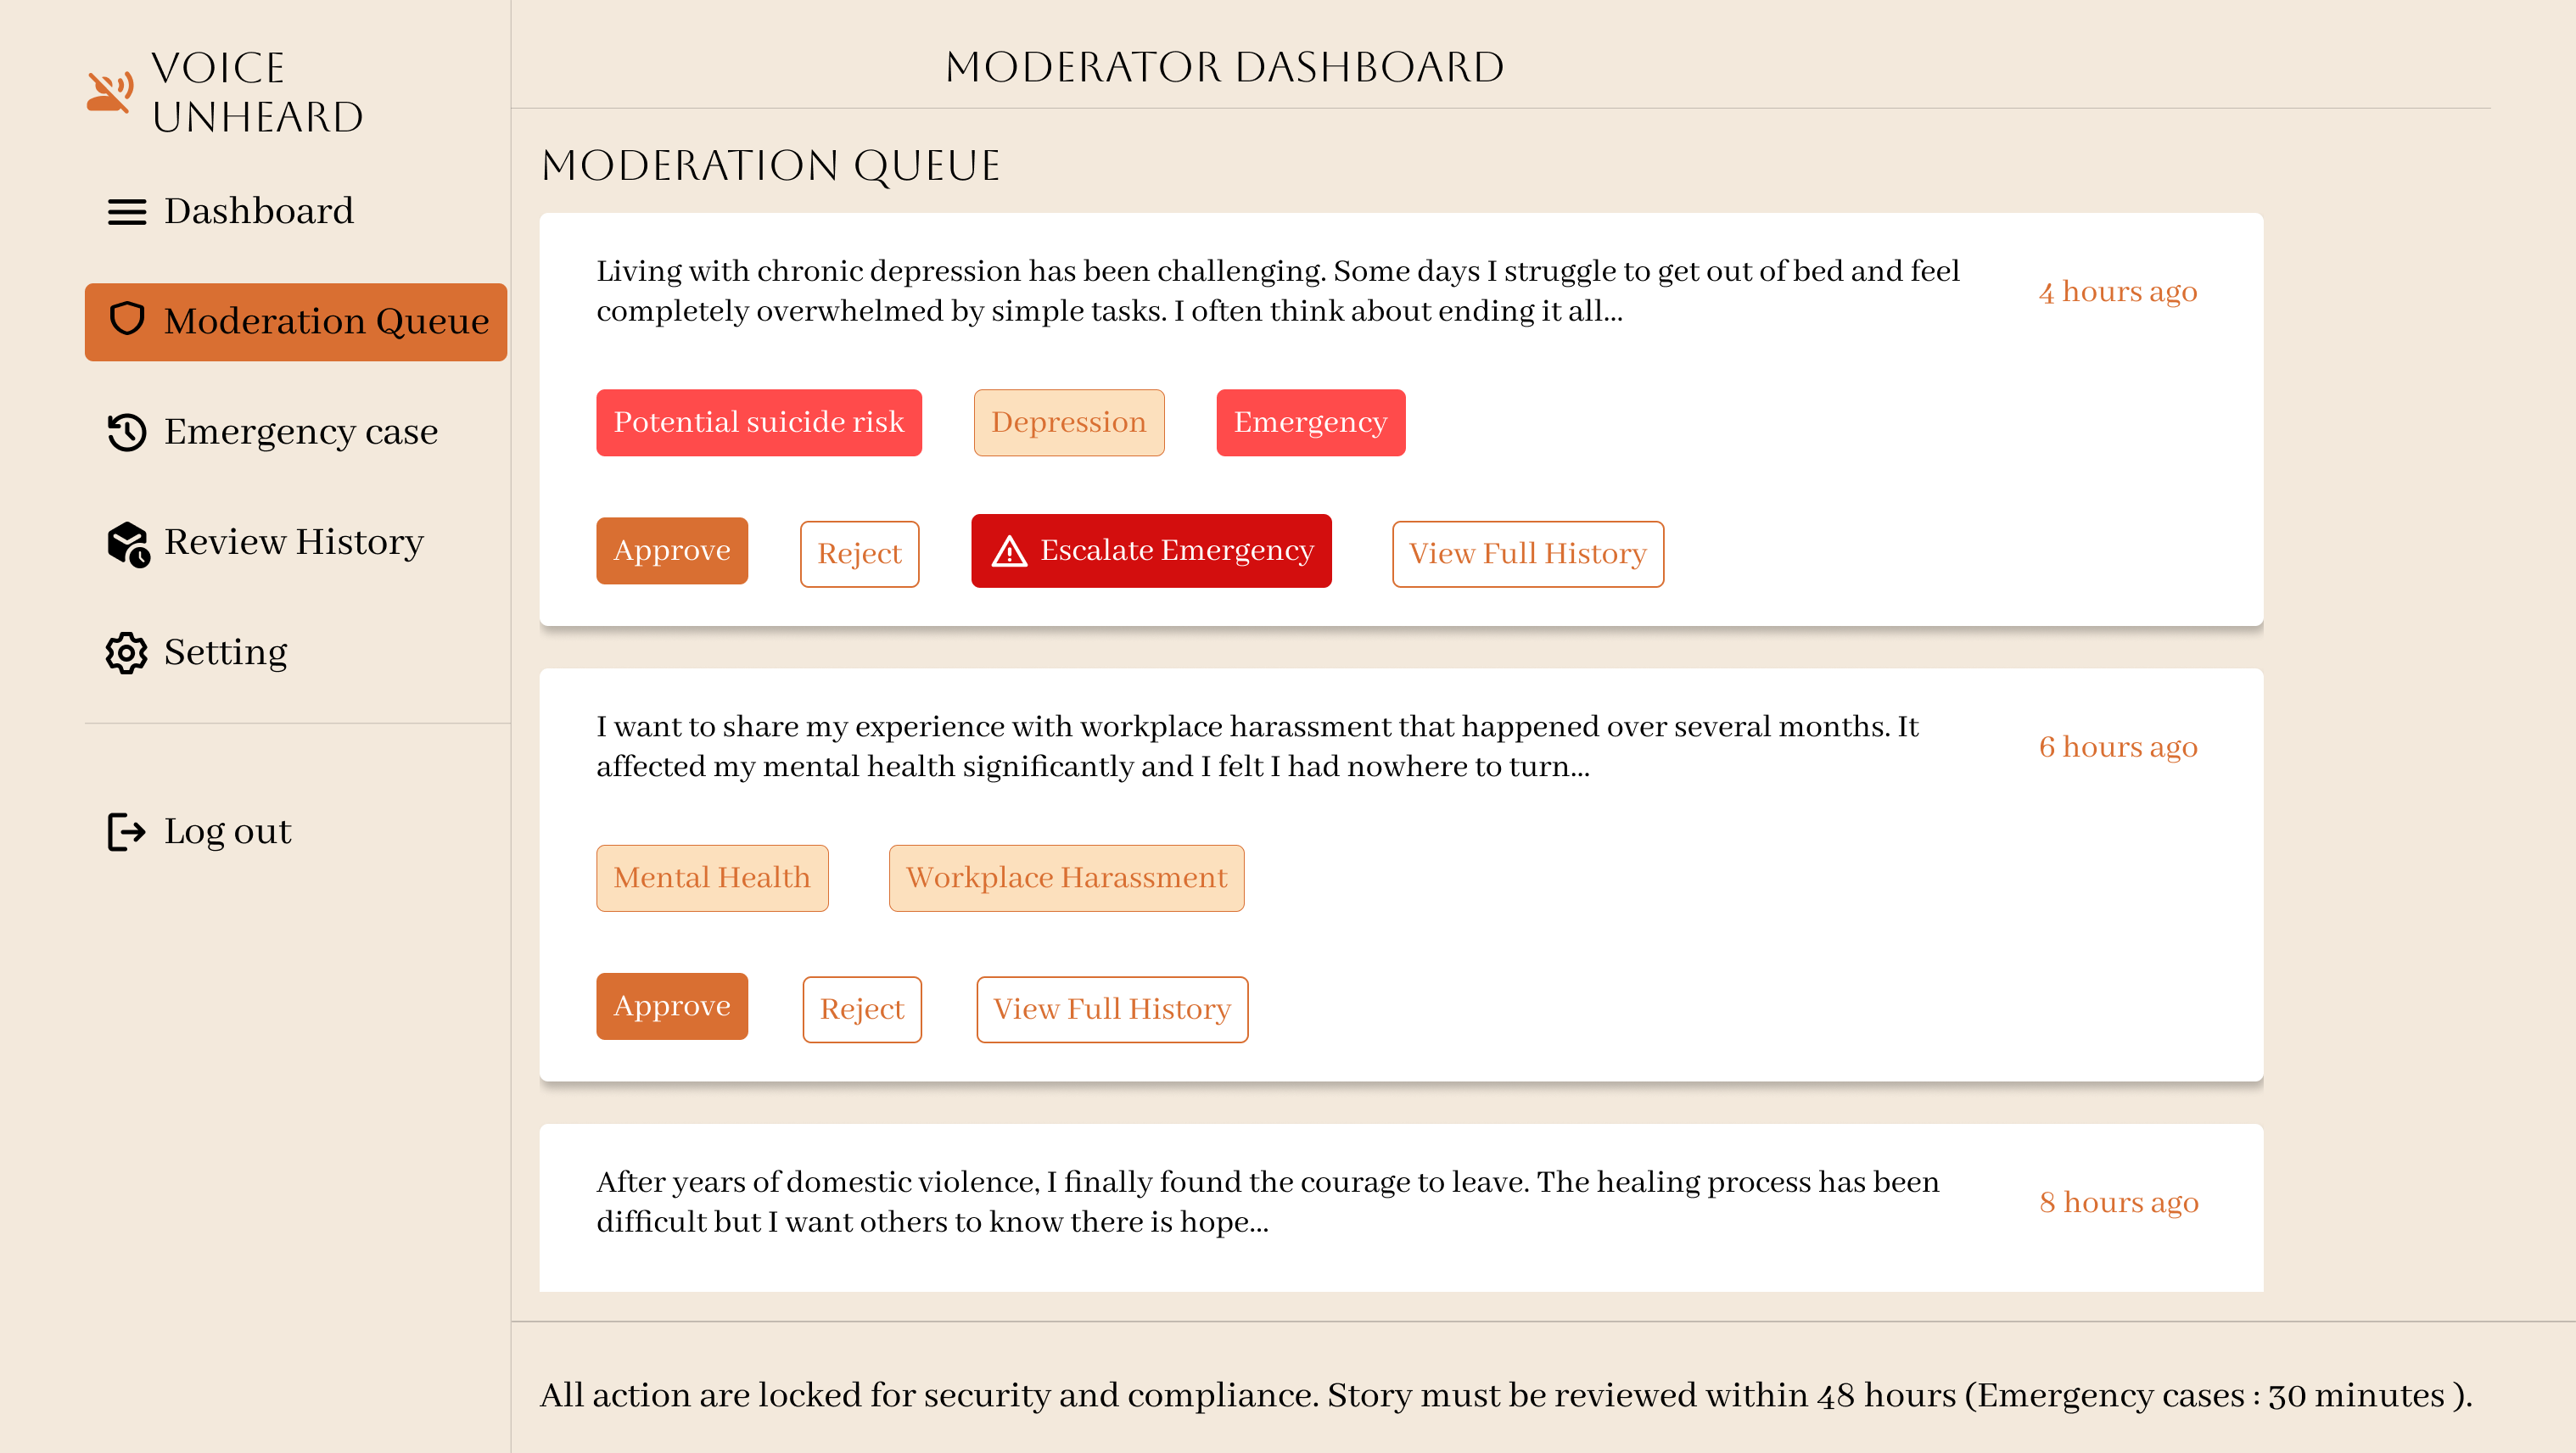 VOICE
UNHEARD
Dashboard
Moderation Queue
Emergency case
Review History
Setting
Log out
MODERATOR DASHBOARD
MODERATION QUEUE
Living with chronic depression has been challenging. Some days I struggle to get out of bed and feel
completely overwhelmed by simple tasks. I often think about ending it all...
4 hours ago
Potential suicide risk
Depression
Emergency
Approve
Reject
Escalate Emergency
View Full History
I want to share my experience with workplace harassment that happened over several months. It
affected my mental health significantly and I felt I had nowhere to turn...
6 hours ago
Mental Health
Workplace Harassment
Approve
Reject
View Full History
After years of domestic violence, I finally found the courage to leave. The healing process has been
difficult but I want others to know there is hope...
8 hours ago
All action are locked for security and compliance. Story must be reviewed within 48 hours (Emergency cases : 30 minutes ).